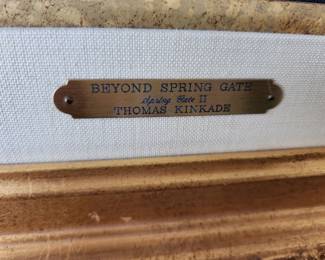 BEYOND SPRING GATE
Spring Gate II
THOMAS KINKADE